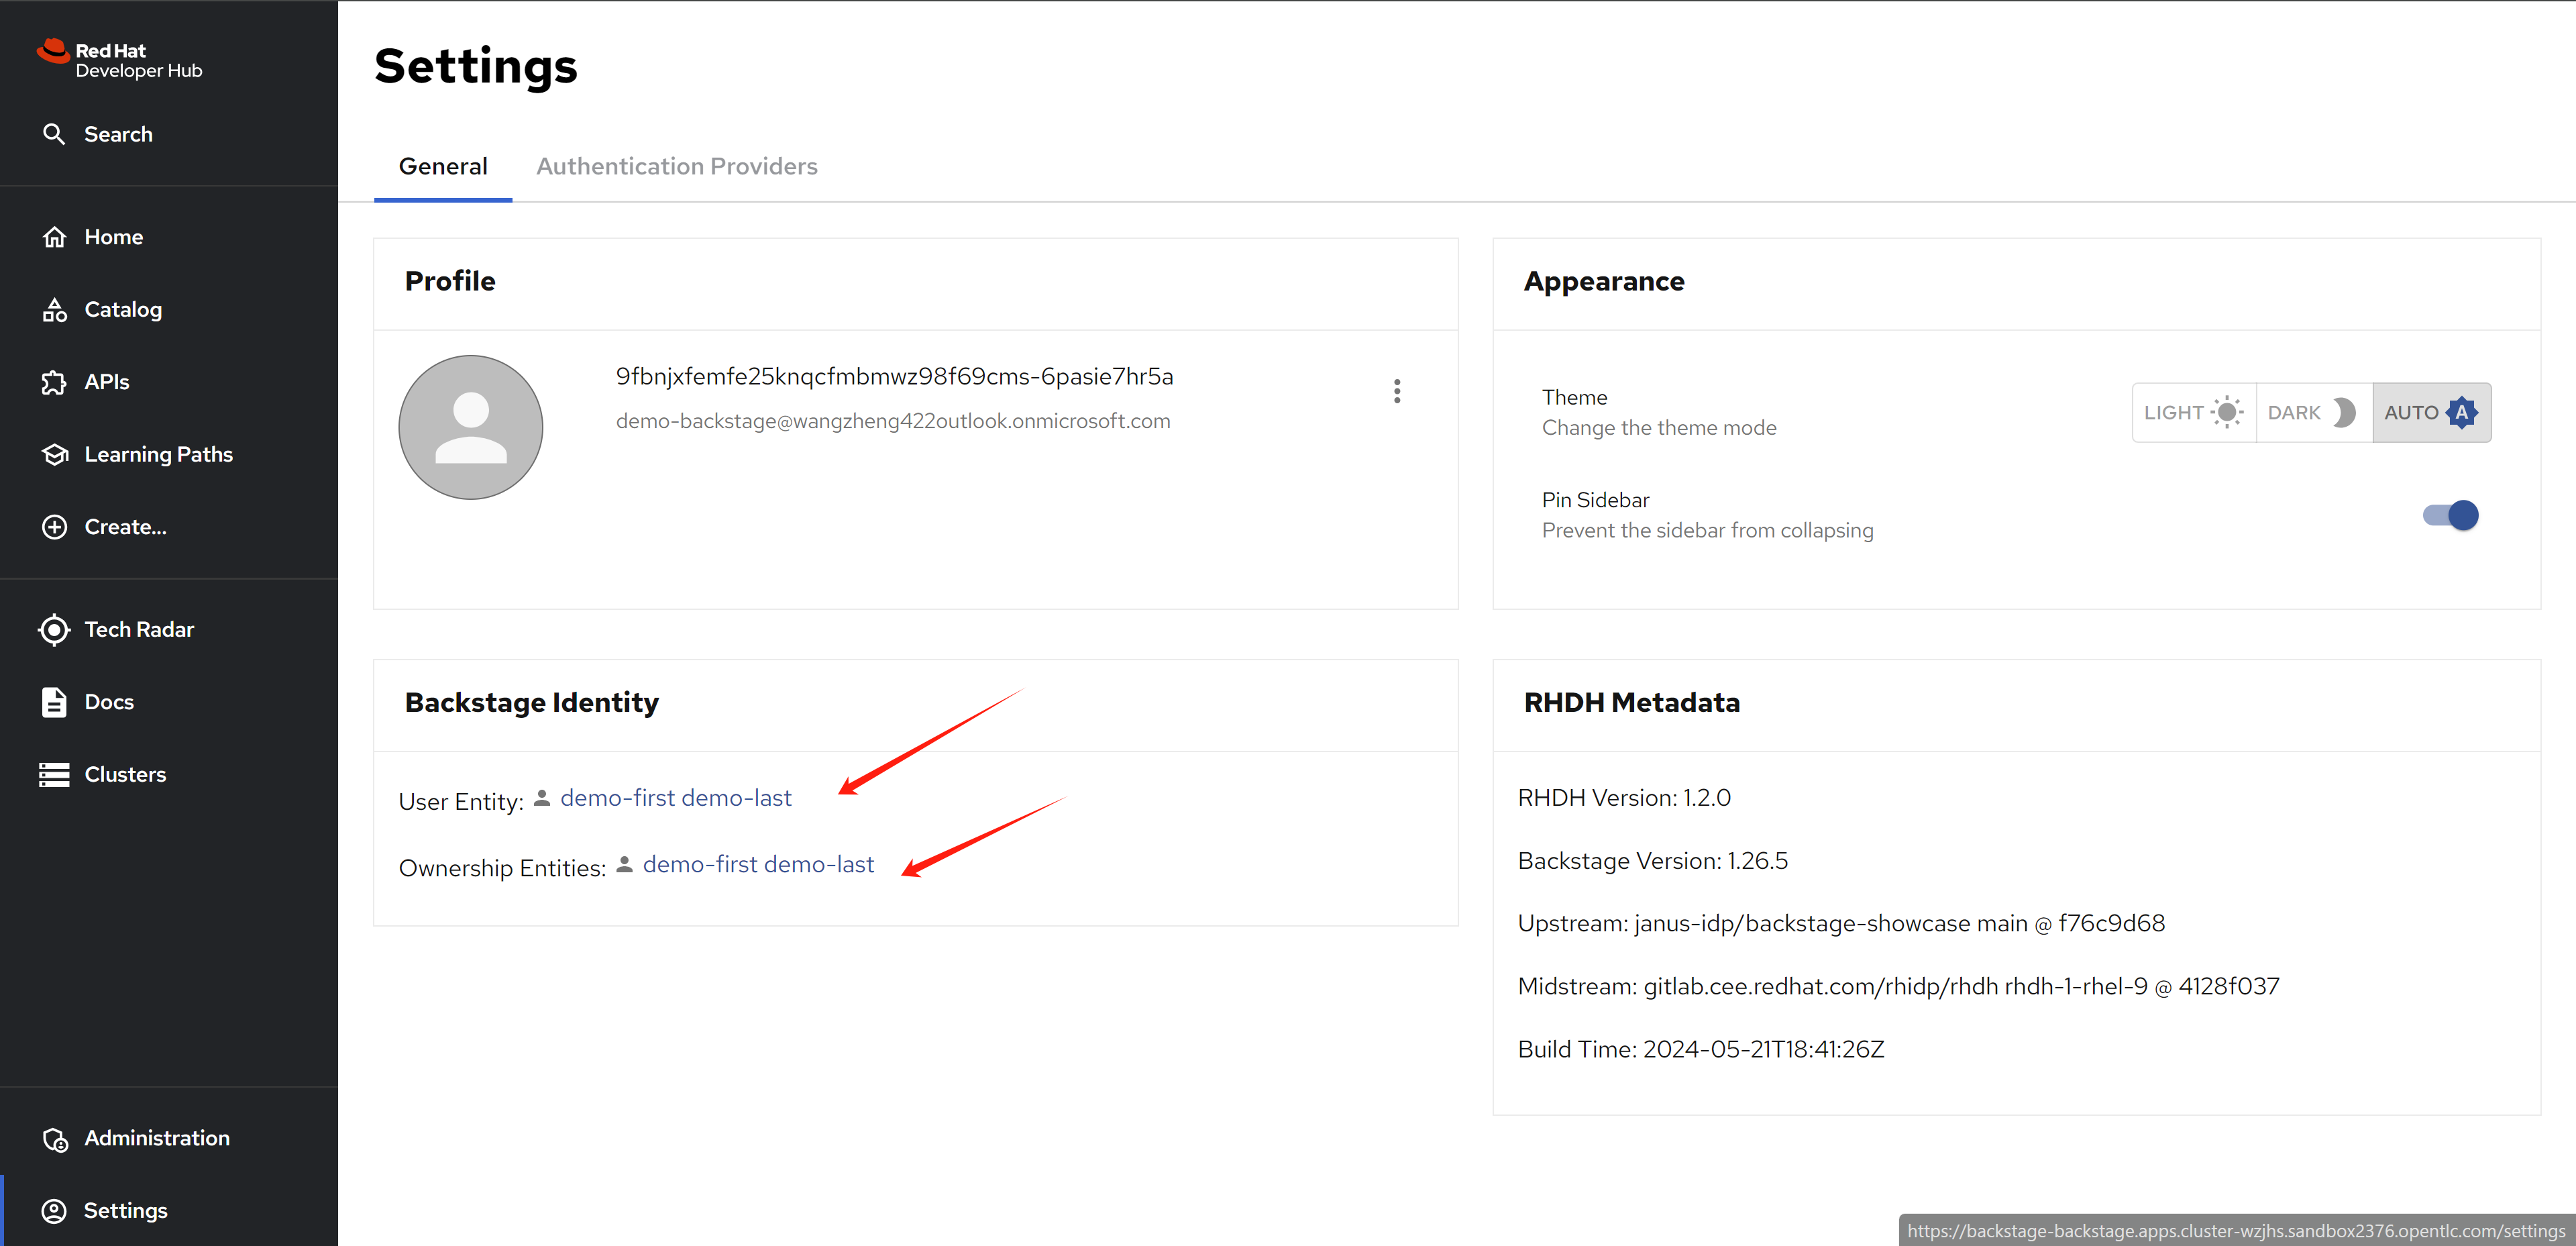 Red Hat
Developer Hub
Search
Home
Catalog
APIs
Learning Paths
Create...
Tech Radar
Docs
Clusters
Administration
Settings
Settings
General
Authentication Providers
Profile
9fbnjxfemfe25knqcfmbmwz98f69cms-6pasie7hr5a
demo-backstage@wangzheng422outlook.onmicrosoft.com
Appearance
Theme
Change the theme mode
LIGHT DARK AUTO A
Pin Sidebar
Prevent the sidebar from collapsing
Backstage Identity
User Entity: demo-first demo-last
Ownership Entities: demo-first demo-last
RHDH Metadata
RHDH Version: 1.2.0
Backstage Version: 1.26.5
Upstream: janus-idp/backstage-showcase main @ f76c9d68
Midstream: gitlab.cee.redhat.com/rhidp/rhdh rhdh-1-rhel-9 @ 4128f037
Build Time: 2024-05-21T18:41:26Z
https://backstage-backstage.apps.cluster-wzjhs.sandbox2376.opentlc.com/settings